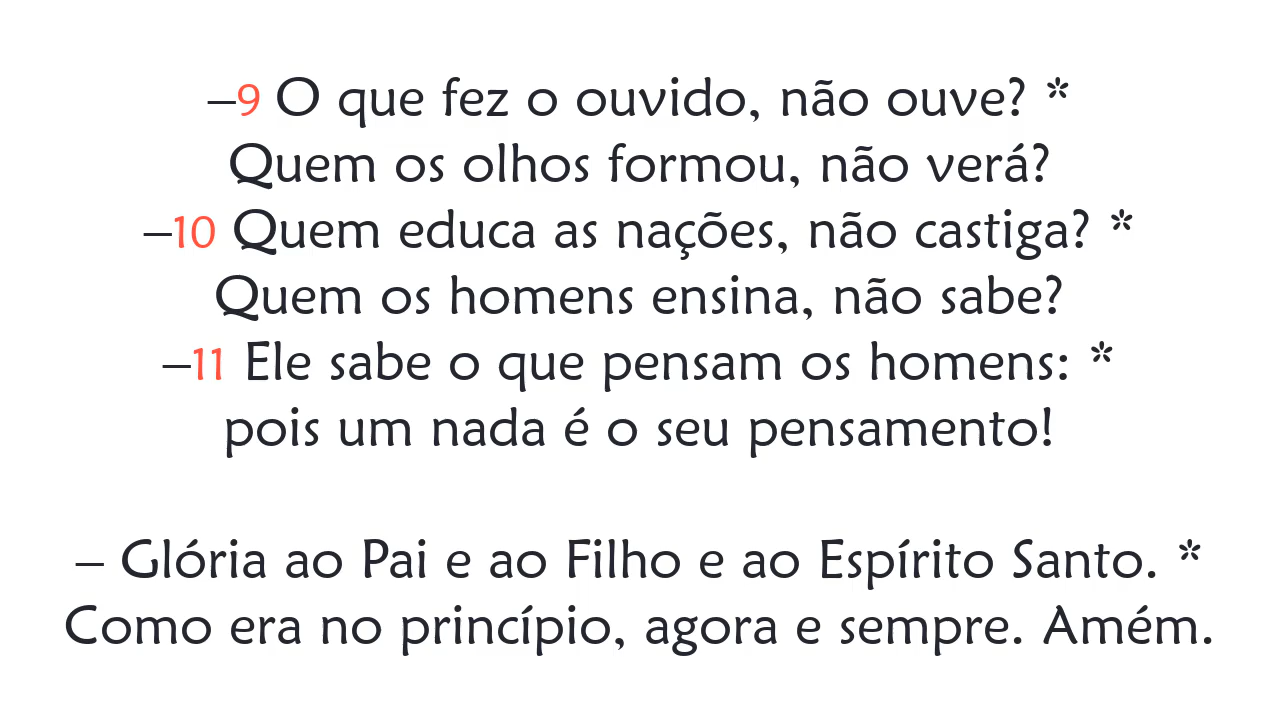 –9 O que fez o ouvido, não ouve? *
Quem os olhos formou, não verá?
–10 Quem educa as nações, não castiga? *
Quem os homens ensina, não sabe?
–11 Ele sabe o que pensam os homens: *
pois um nada é o seu pensamento!
– Glória ao Pai e ao Filho e ao Espírito Santo. *
Como era no princípio, agora e sempre. Amém.